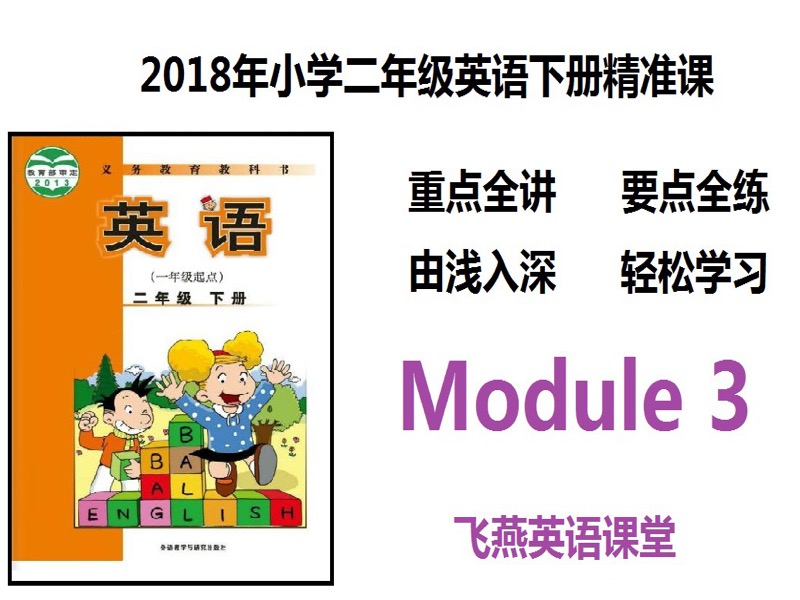 2018年小学二年级英语下册精准课
教育部审定
2013
义务教育教科书
英语
（一年级起点）
二年级 下册
B
BA
AL
ENGLISH
外语教学与研究出版社
重点全讲 要点全练
由浅入深 轻松学习
Module 3
飞燕英语课堂